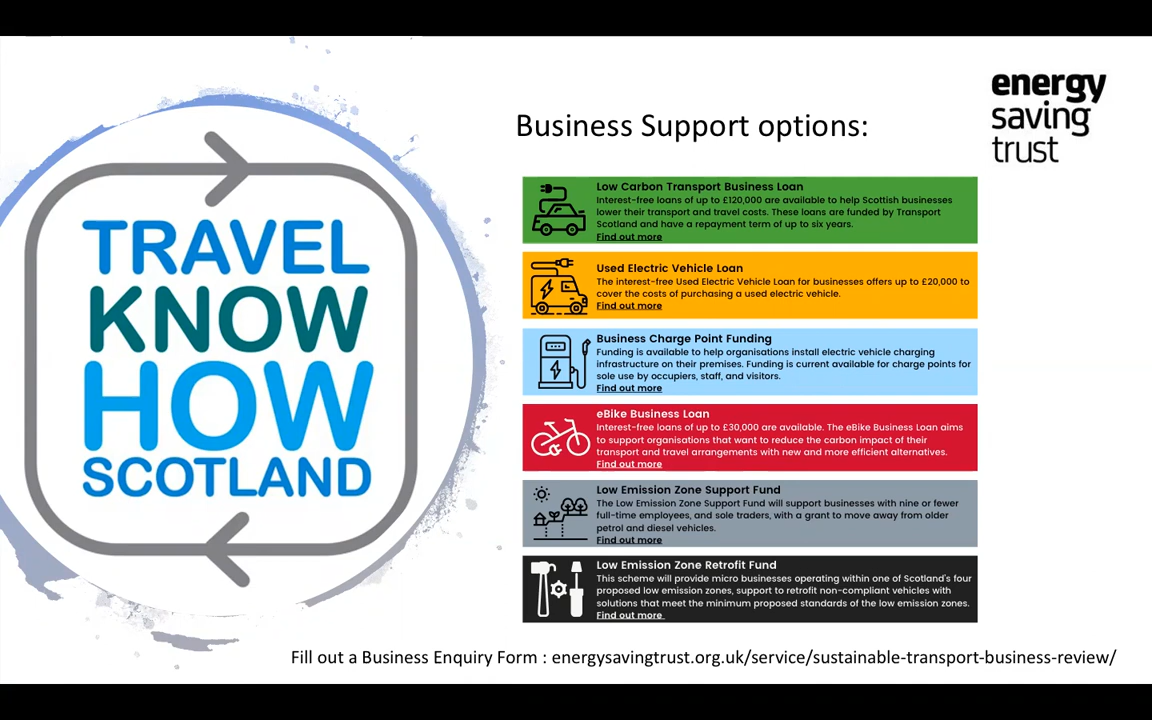 energy
saving
trust
Business Support options:
TRAVEL
KNOW
HOW
SCOTLAND
Low Carbon Transport Business Loan
Interest-free loans of up to £120,000 are available to help Scottish businesses
lower their transport and travel costs. These loans are funded by Transport
Scotland and have a repayment term of up to six years.
Find out more
Used Electric Vehicle Loan
The interest-free Used Electric Vehicle Loan for businesses offers up to £20,000 to
cover the costs of purchasing a used electric vehicle.
Find out more
Business Charge Point Funding
Funding is available to help organisations install electric vehicle charging
infrastructure on their premises. Funding is current available for charge points for
sole use by occupiers, staff, and visitors.
Find out more
eBike Business Loan
Interest-free loans of up to £30,000 are available. The eBike Business Loan aims
to support organisations that want to reduce the carbon impact of their
transport and travel arrangements with new and more efficient alternatives.
Find out more
Low Emission Zone Support Fund
The Low Emission Zone Support Fund will support businesses with nine or fewer
full-time employees, and sole traders, with a grant to move away from older
petrol and diesel vehicles.
Find out more
Low Emission Zone Retrofit Fund
This scheme will provide micro businesses operating within one of Scotland's four
proposed low emission zones, support to retrofit non-compliant vehicles with
solutions that meet the minimum proposed standards of the low emission zones.
Find out more
Fill out a Business Enquiry Form : energysavingtrust.org.uk/service/sustainable-transport-business-review/